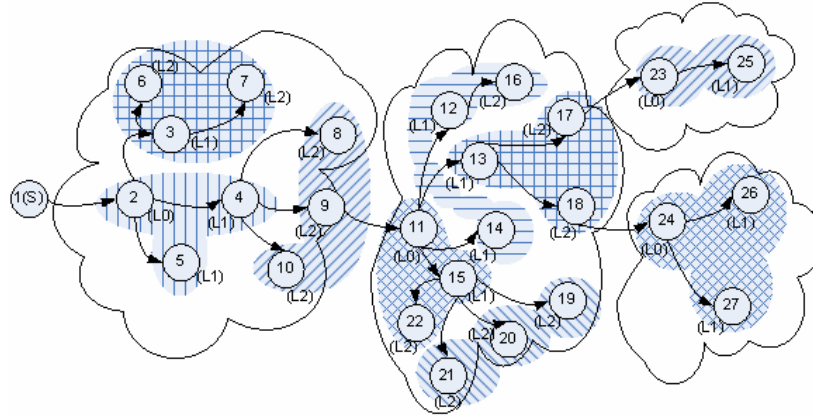 1(S)
2
(L0)
3
(L1)
4
(L1)
5
(L1)
6
(L2)
7
(L2)
8
(L2)
9
(L2)
10
(L2)
11
(L0)
12
(L1)
13
(L1)
14
(L1)
15
(L1)
16
(L2)
17
(L2)
18
(L2)
19
(L2)
20
(L2)
21
(L2)
22
(L2)
23
(L0)
24
(L0)
25
(L1)
26
(L1)
27
(L1)